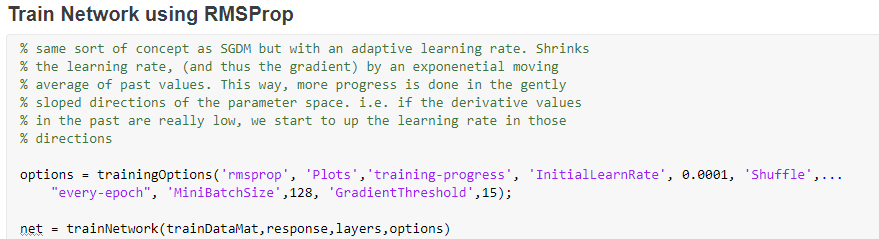 Train Network using RMSProp
% same sort of concept as SGDM but with an adaptive learning rate. Shrinks
% the learning rate, (and thus the gradient) by an exponenetial moving
% average of past values. This way, more progress is done in the gently
% sloped directions of the parameter space. i.e. if the derivative values
% in the past are really low, we start to up the learning rate in those
% directions
options = trainingOptions('rmsprop', 'Plots','training-progress', 'InitialLearnRate', 0.0001, 'Shuffle',...
"every-epoch", 'MiniBatchSize',128, 'GradientThreshold',15);
net = trainNetwork(trainDataMat,response,layers,options)